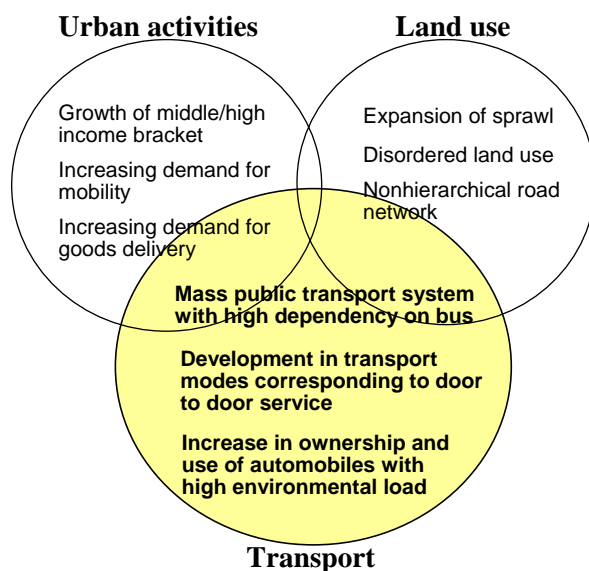 Urban activities
Land use
Growth of middle/high
income bracket
Increasing demand for
mobility
Increasing demand for
goods delivery
Expansion of sprawl
Disordered land use
Nonhierarchical road
network
Mass public transport system
with high dependency on bus
Development in transport
modes corresponding to door
to door service
Increase in ownership and
use of automobiles with
high environmental load
Transport